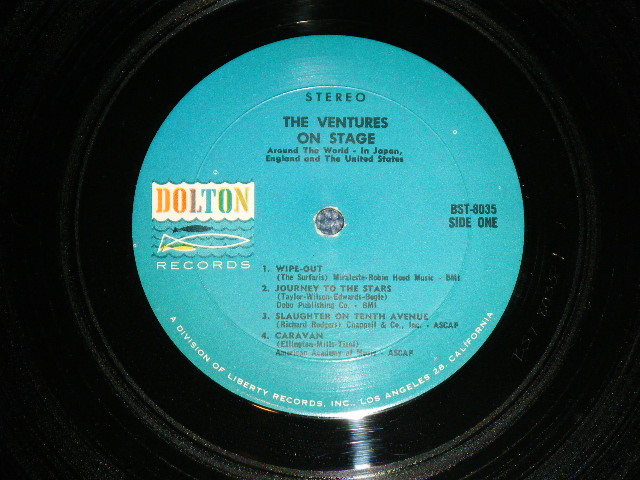 STEREO
THE VENTURES
ON STAGE
Around The World - In Japan,
England and The United States
DOLTON
RECORDS
BST-8035
SIDE ONE
1. WIPE-OUT
(The Surfaris) Miraleste-Robin Hood Music - BMI
2. JOURNEY TO THE STARS
(Taylor-Wilson-Edwards-Bogle)
Dobo Publishing Co. - BMI
3. SLAUGHTER ON TENTH AVENUE
(Richard Rodgers) Chappell & Co., Inc. - ASCAP
4. CARAVAN
(Ellington-Mills-Tizol)
American Academy of Music - ASCAP
A DIVISION OF LIBERTY RECORDS, INC., LOS ANGELES 28, CALIFORNIA